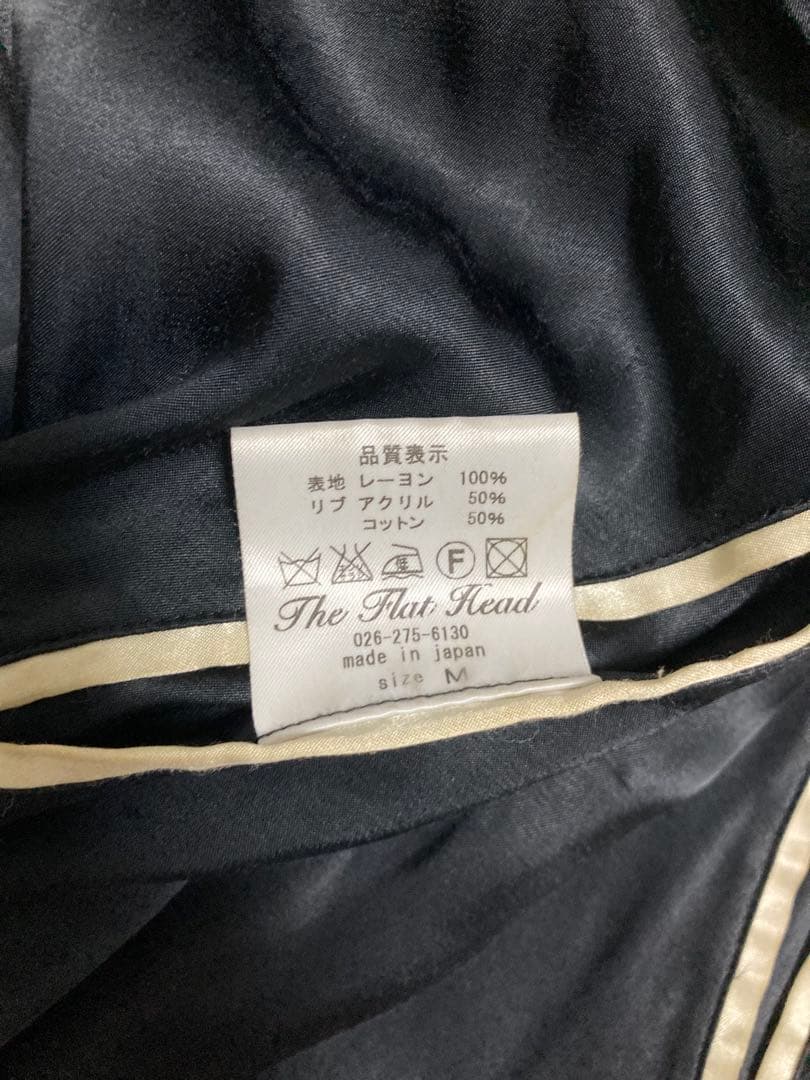 品質表示
表地 レーヨン 100%
リブ アクリル 50%
コットン 50%
低 F
The Flat Head
026-275-6130
made in japan
size M